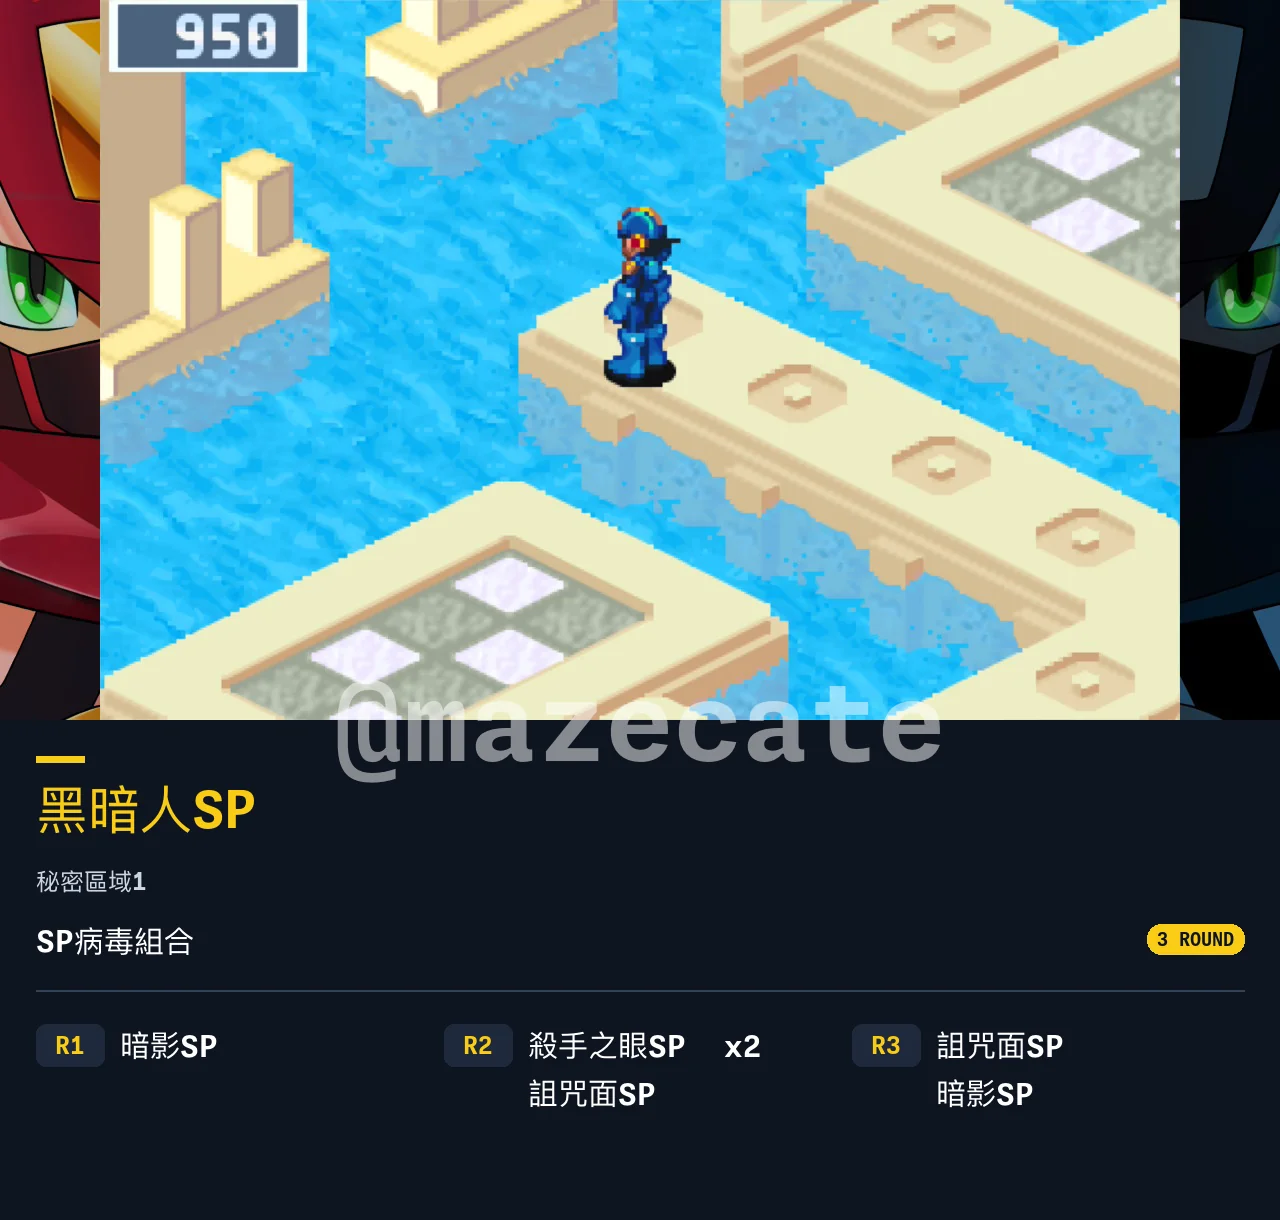 950
@mazecate
黑暗人SP
秘密區域1
SP病毒組合
3 ROUND
R1 暗影SP
R2 殺手之眼SP x2
詛咒面SP
R3 詛咒面SP
暗影SP